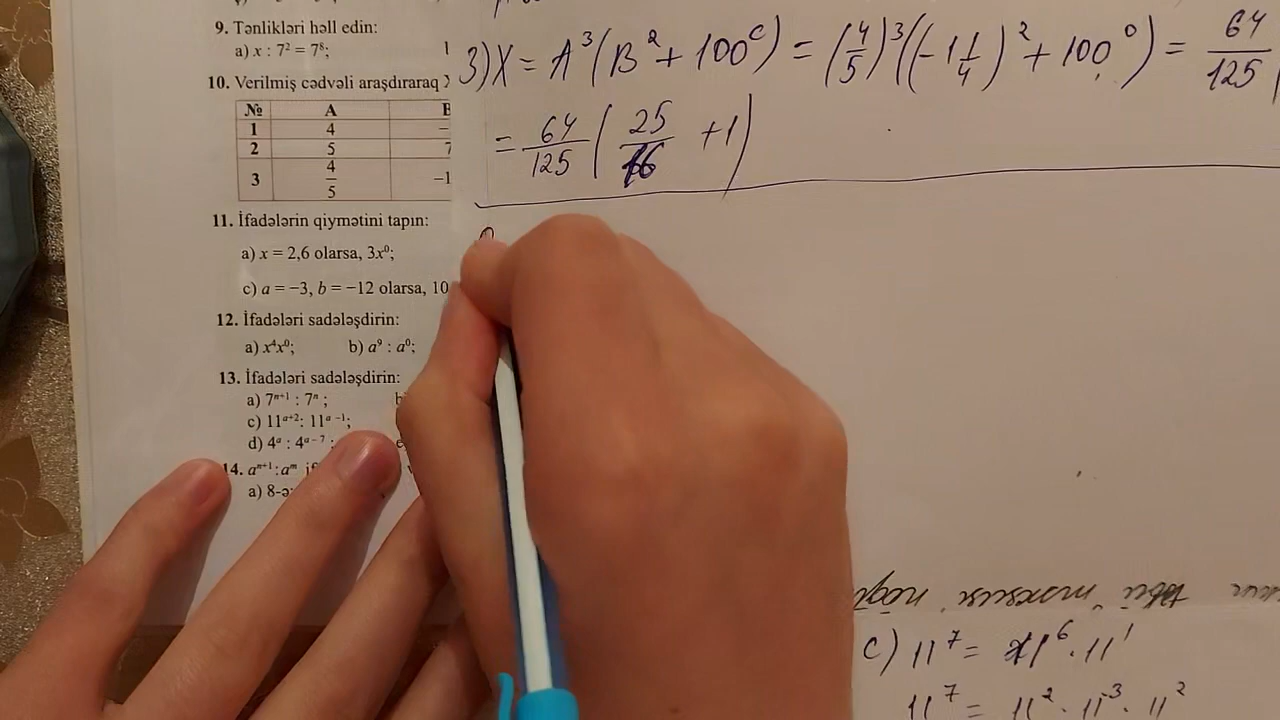 9. Tənlikləri həll edin:
a) x : 7² = 7⁸;
10. Verilmiş cədvəli araşdıraraq
№ A
1 4 –
2 5 7
3 4/5 –1
11. İfadələrin qiymətini tapın:
a) x = 2,6 olarsa, 3x⁰;
c) a = –3, b = –12 olarsa, 10
12. İfadələri sadələşdirin:
a) x⁴x⁰; b) a⁹ : a⁰;
13. İfadələri sadələşdirin:
a) 7ⁿ⁺¹ : 7ⁿ ;
c) 11ᵃ⁺² : 11ᵃ⁻¹;
d) 4ᵃ : 4ᵃ⁻⁷ ;
14. aⁿ⁺¹ : aᵐ
a) 8-ə
3) X = A³(B² + 100ᶜ) = (4/5)³((-1 1/4)² + 100⁰) = 64/125
= 64/125 (25/16 + 1)
c) 11⁷ = 11⁶ · 11¹
11⁷ = 11² · 11³ · 11²